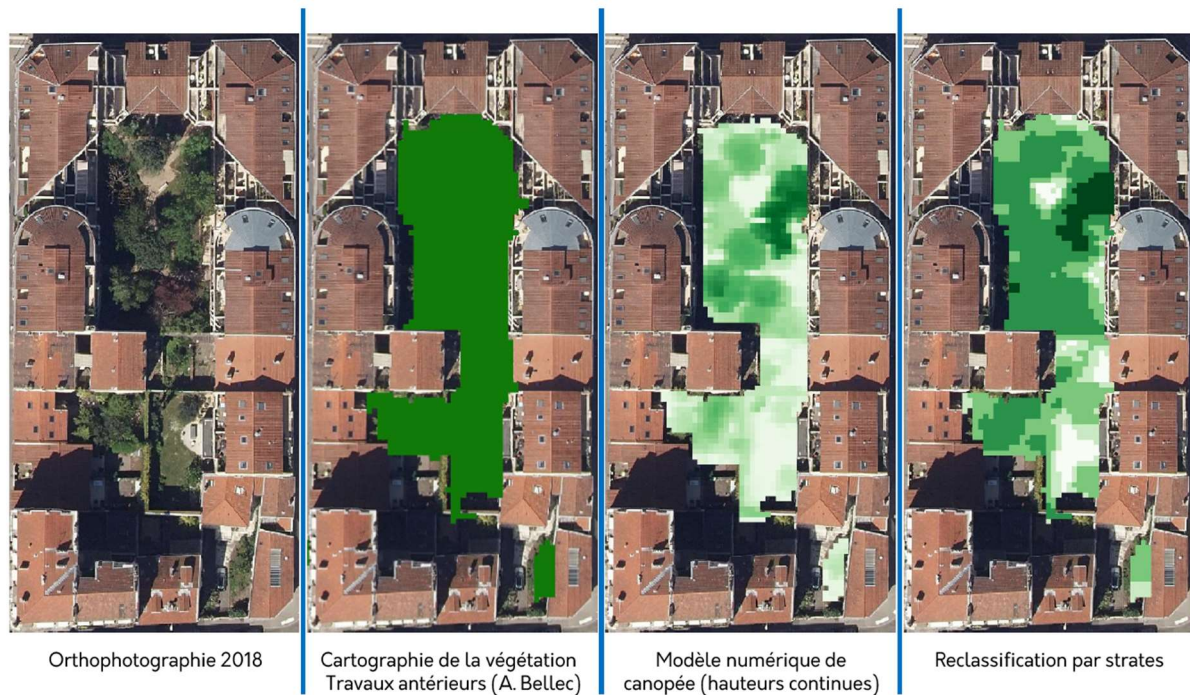 Orthophotographie 2018
Cartographie de la végétation
Travaux antérieurs (A. Bellec)
Modèle numérique de
canopée (hauteurs continues)
Reclassification par strates